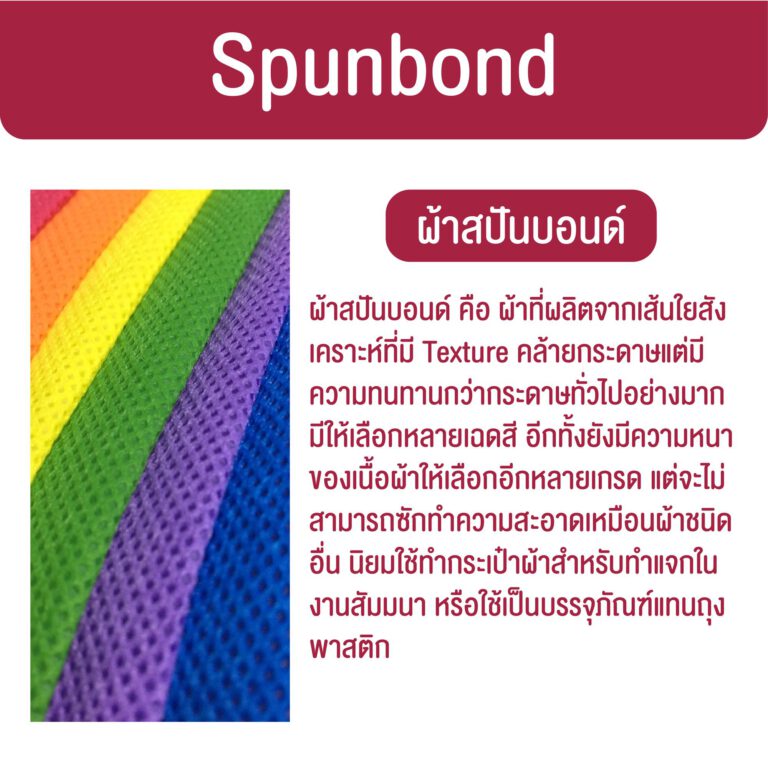 Spunbond
ผ้าสปันบอนด์
ผ้าสปันบอนด์ คือ ผ้าที่ผลิตจากเส้นใยสัง
เคราะห์ที่มี Texture คล้ายกระดาษแต่มี
ความทนทานกว่ากระดาษทั่วไปอย่างมาก
มีให้เลือกหลายเฉดสี อีกทั้งยังมีความหนา
ของเนื้อผ้าให้เลือกอีกหลายเกรด แต่จะไม่
สามารถซักทำความสะอาดเหมือนผ้าชนิด
อื่น นิยมใช้ทำกระเป๋าผ้าสำหรับทำแจกใน
งานสัมมนา หรือใช้เป็นบรรจุภัณฑ์แทนถุง
พาสติก